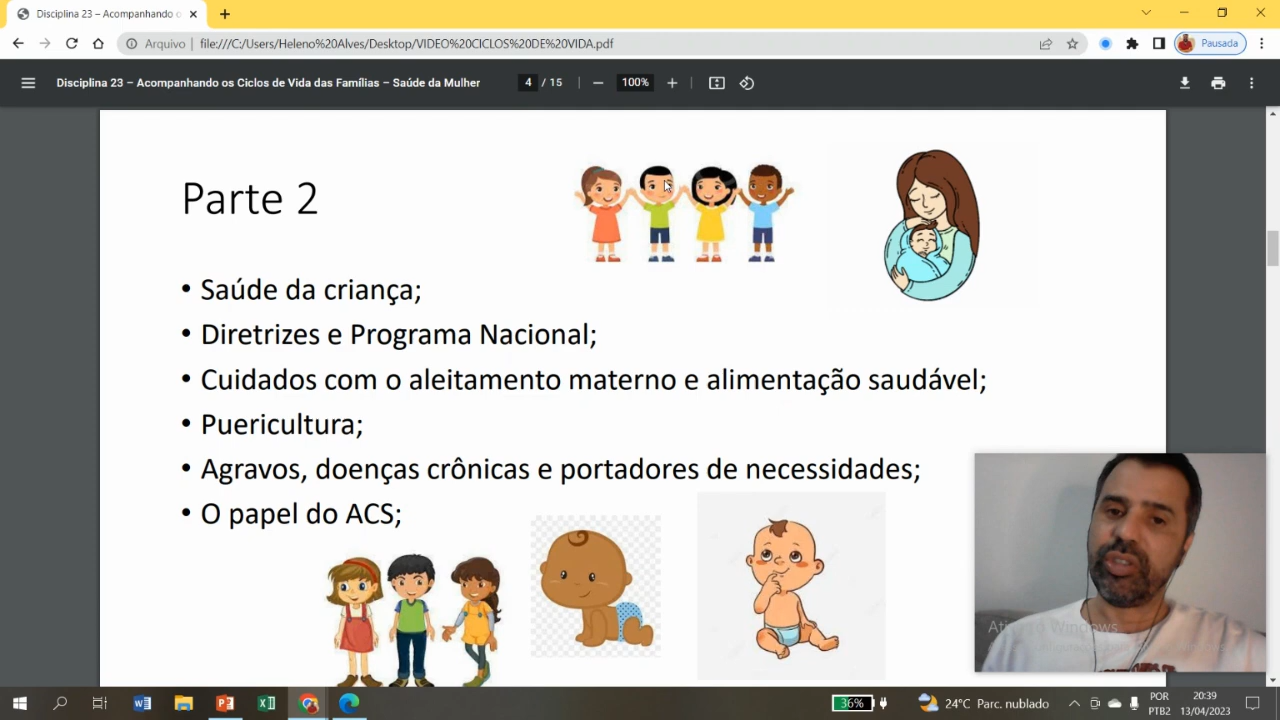 Disciplina 23 – Acompanhando o
Arquivo
file:///C:/Users/Heleno%20Alves/Desktop/VIDEO%20CICLOS%20DE%20VIDA.pdf
Pausada
Disciplina 23 – Acompanhando os Ciclos de Vida das Famílias – Saúde da Mulher
4 / 15
100%
Parte 2
• Saúde da criança;
• Diretrizes e Programa Nacional;
• Cuidados com o aleitamento materno e alimentação saudável;
• Puericultura;
• Agravos, doenças crônicas e portadores de necessidades;
• O papel do ACS;
Windows
36%
24°C Parc. nublado
POR
PTB2
20:39
13/04/2023